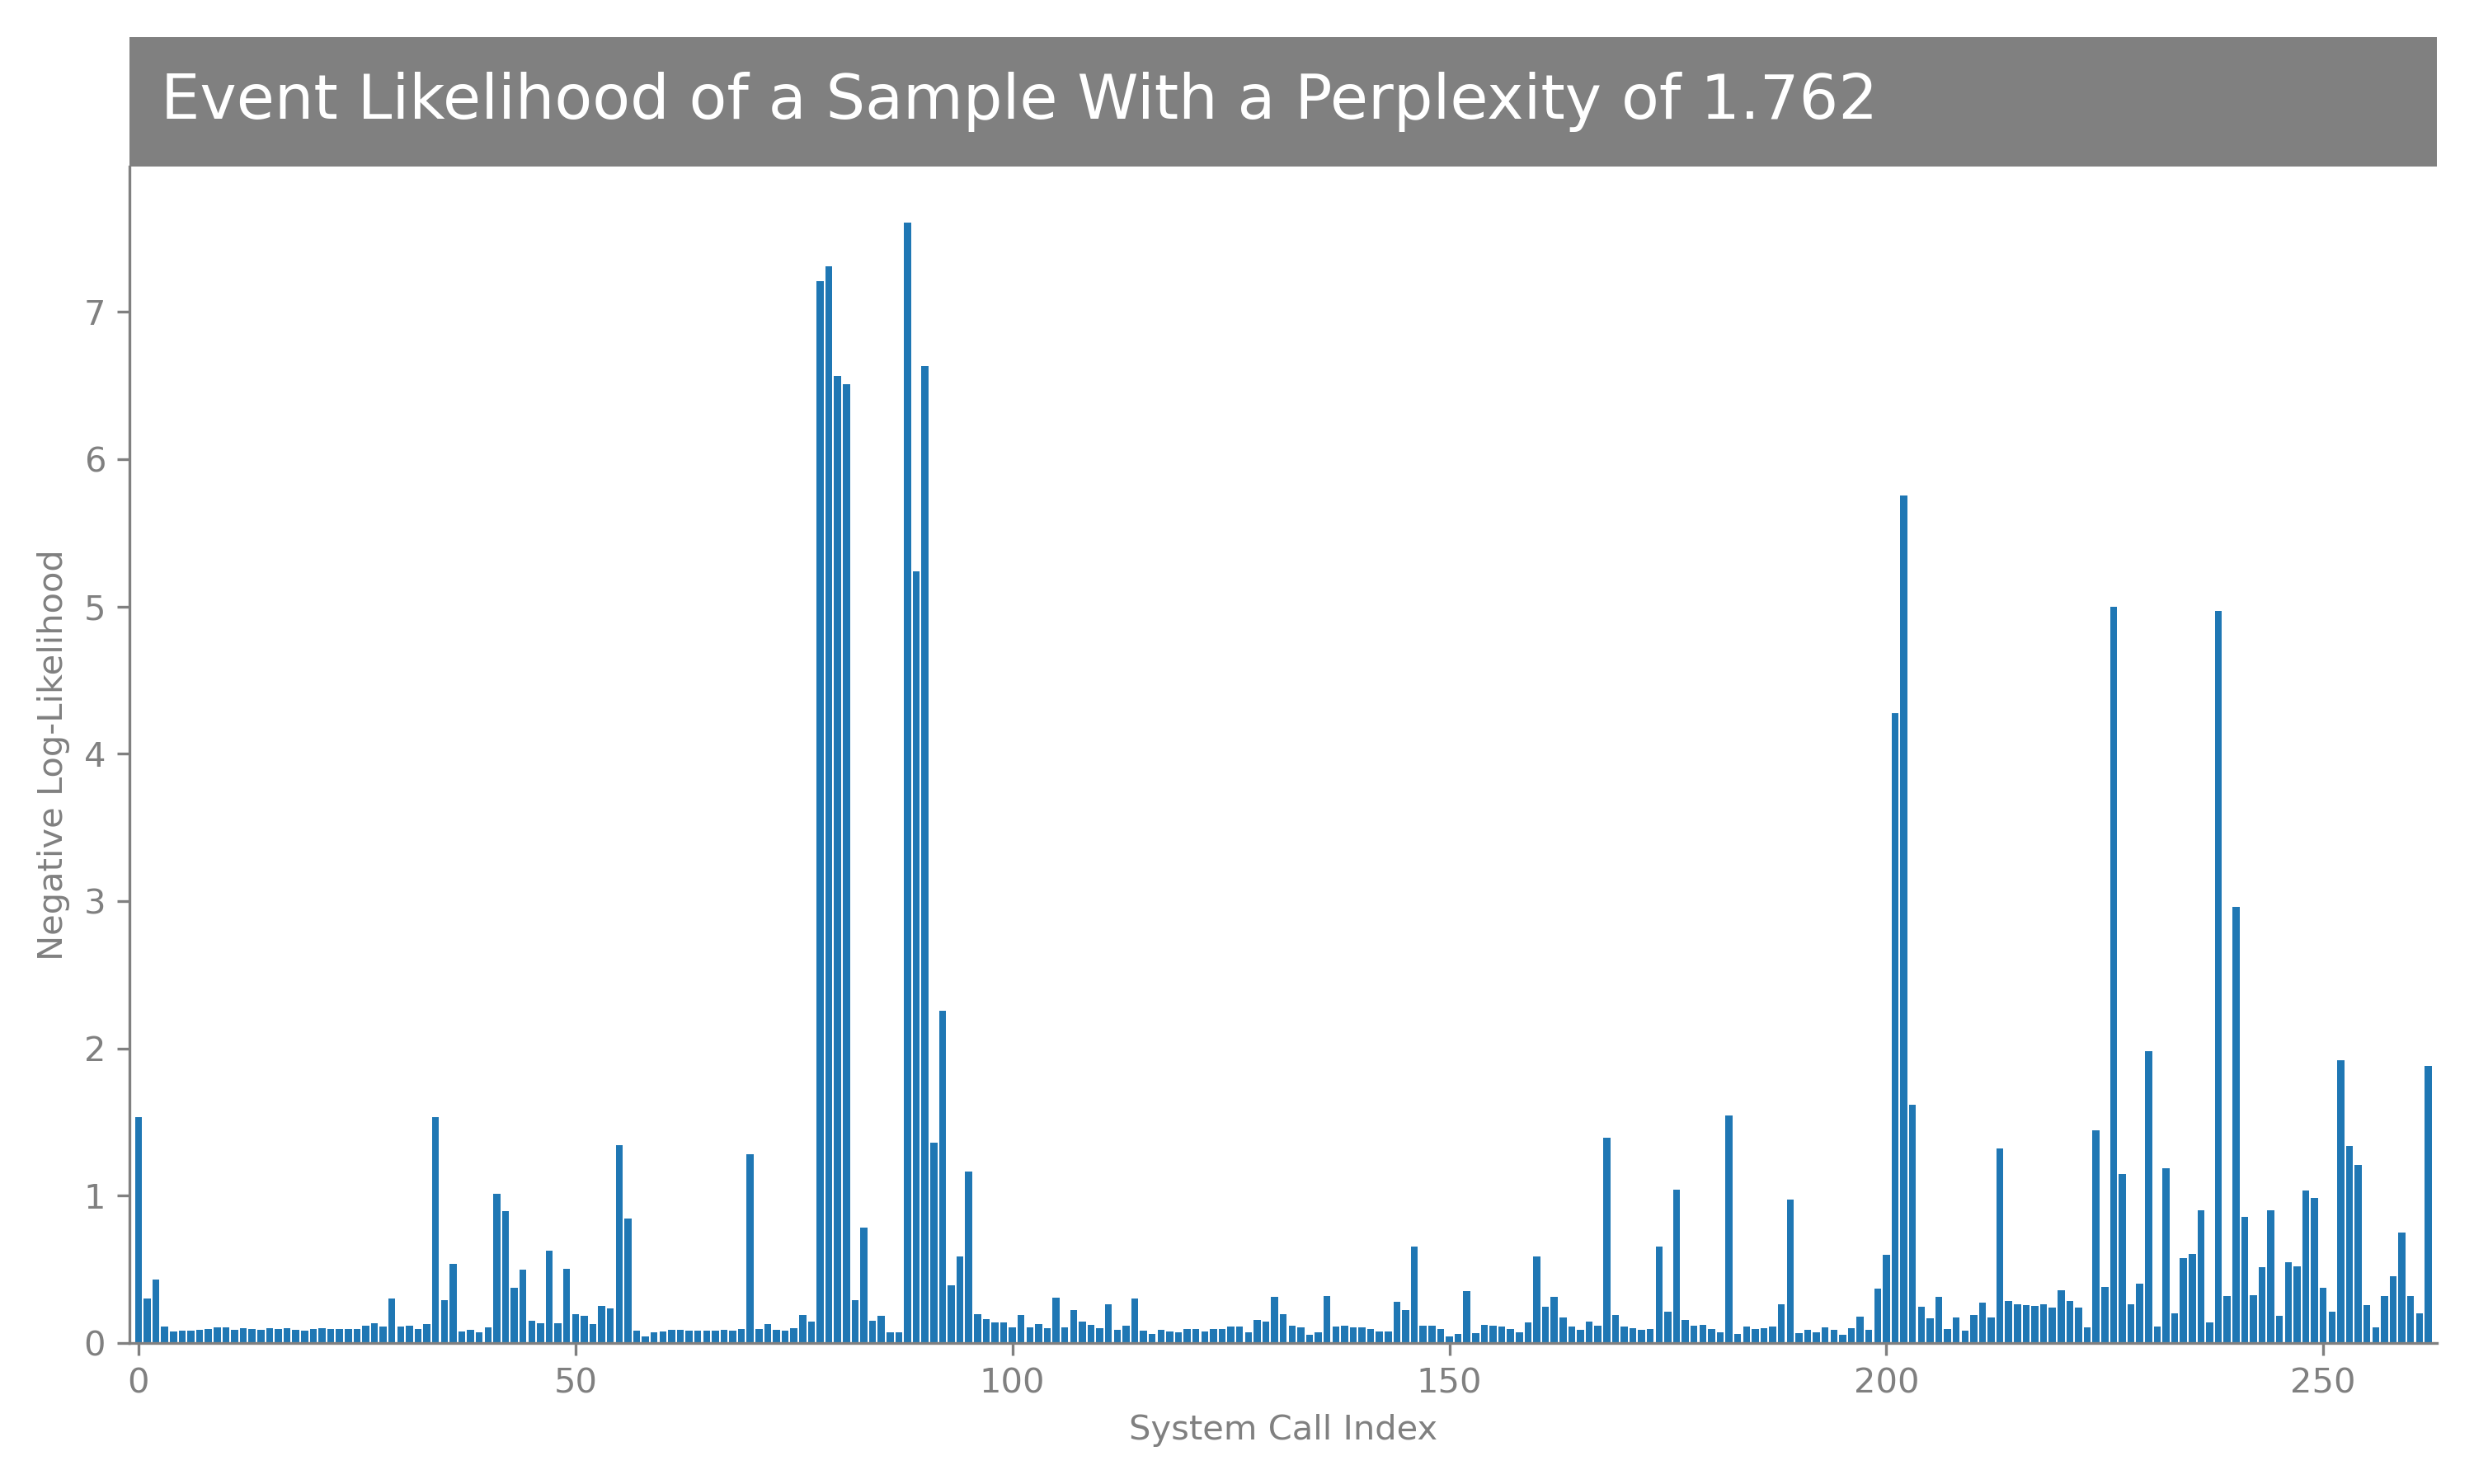 Event Likelihood of a Sample With a Perplexity of 1.762
Negative Log-Likelihood
7
6
5
4
3
2
1
0
0 50 100 150 200 250
System Call Index